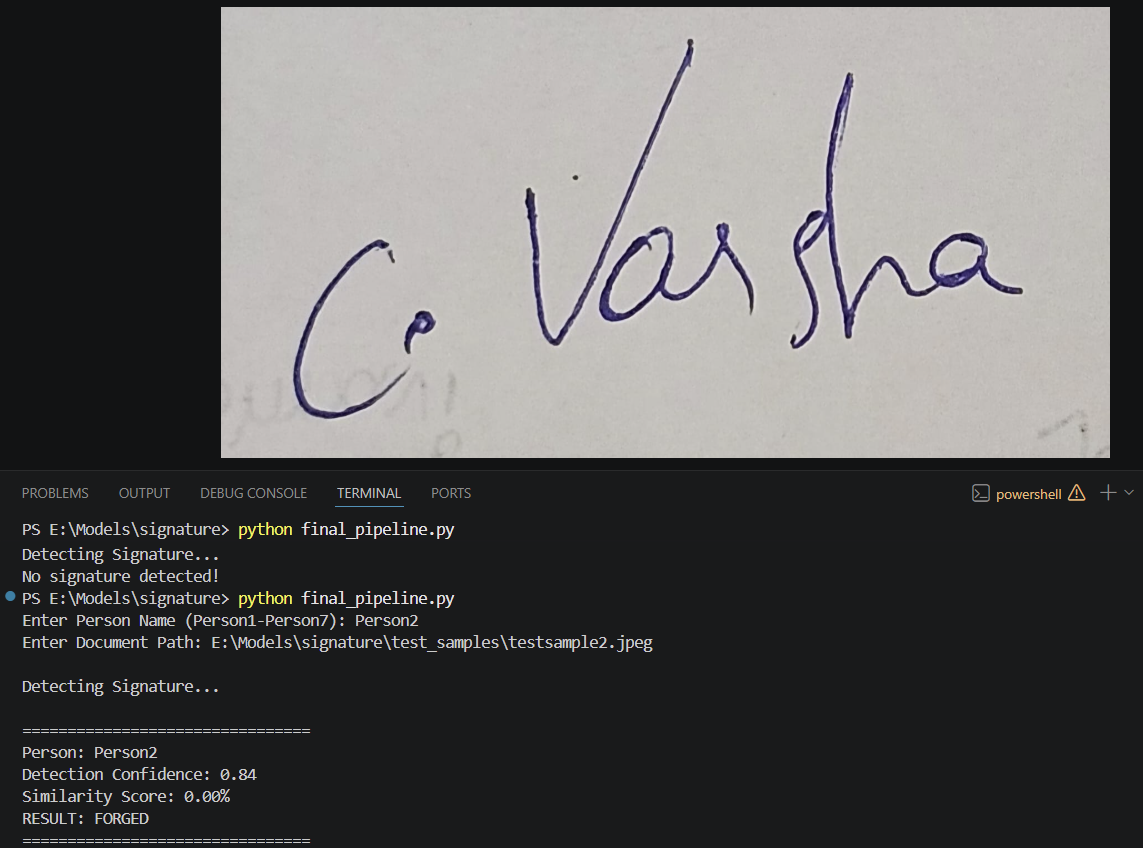 C. Varsha
PROBLEMS OUTPUT DEBUG CONSOLE TERMINAL PORTS powershell
PS E:\Models\signature> python final_pipeline.py
Detecting Signature...
No signature detected!
PS E:\Models\signature> python final_pipeline.py
Enter Person Name (Person1-Person7): Person2
Enter Document Path: E:\Models\signature\test_samples\testsample2.jpeg
Detecting Signature...
================================
Person: Person2
Detection Confidence: 0.84
Similarity Score: 0.00%
RESULT: FORGED
================================